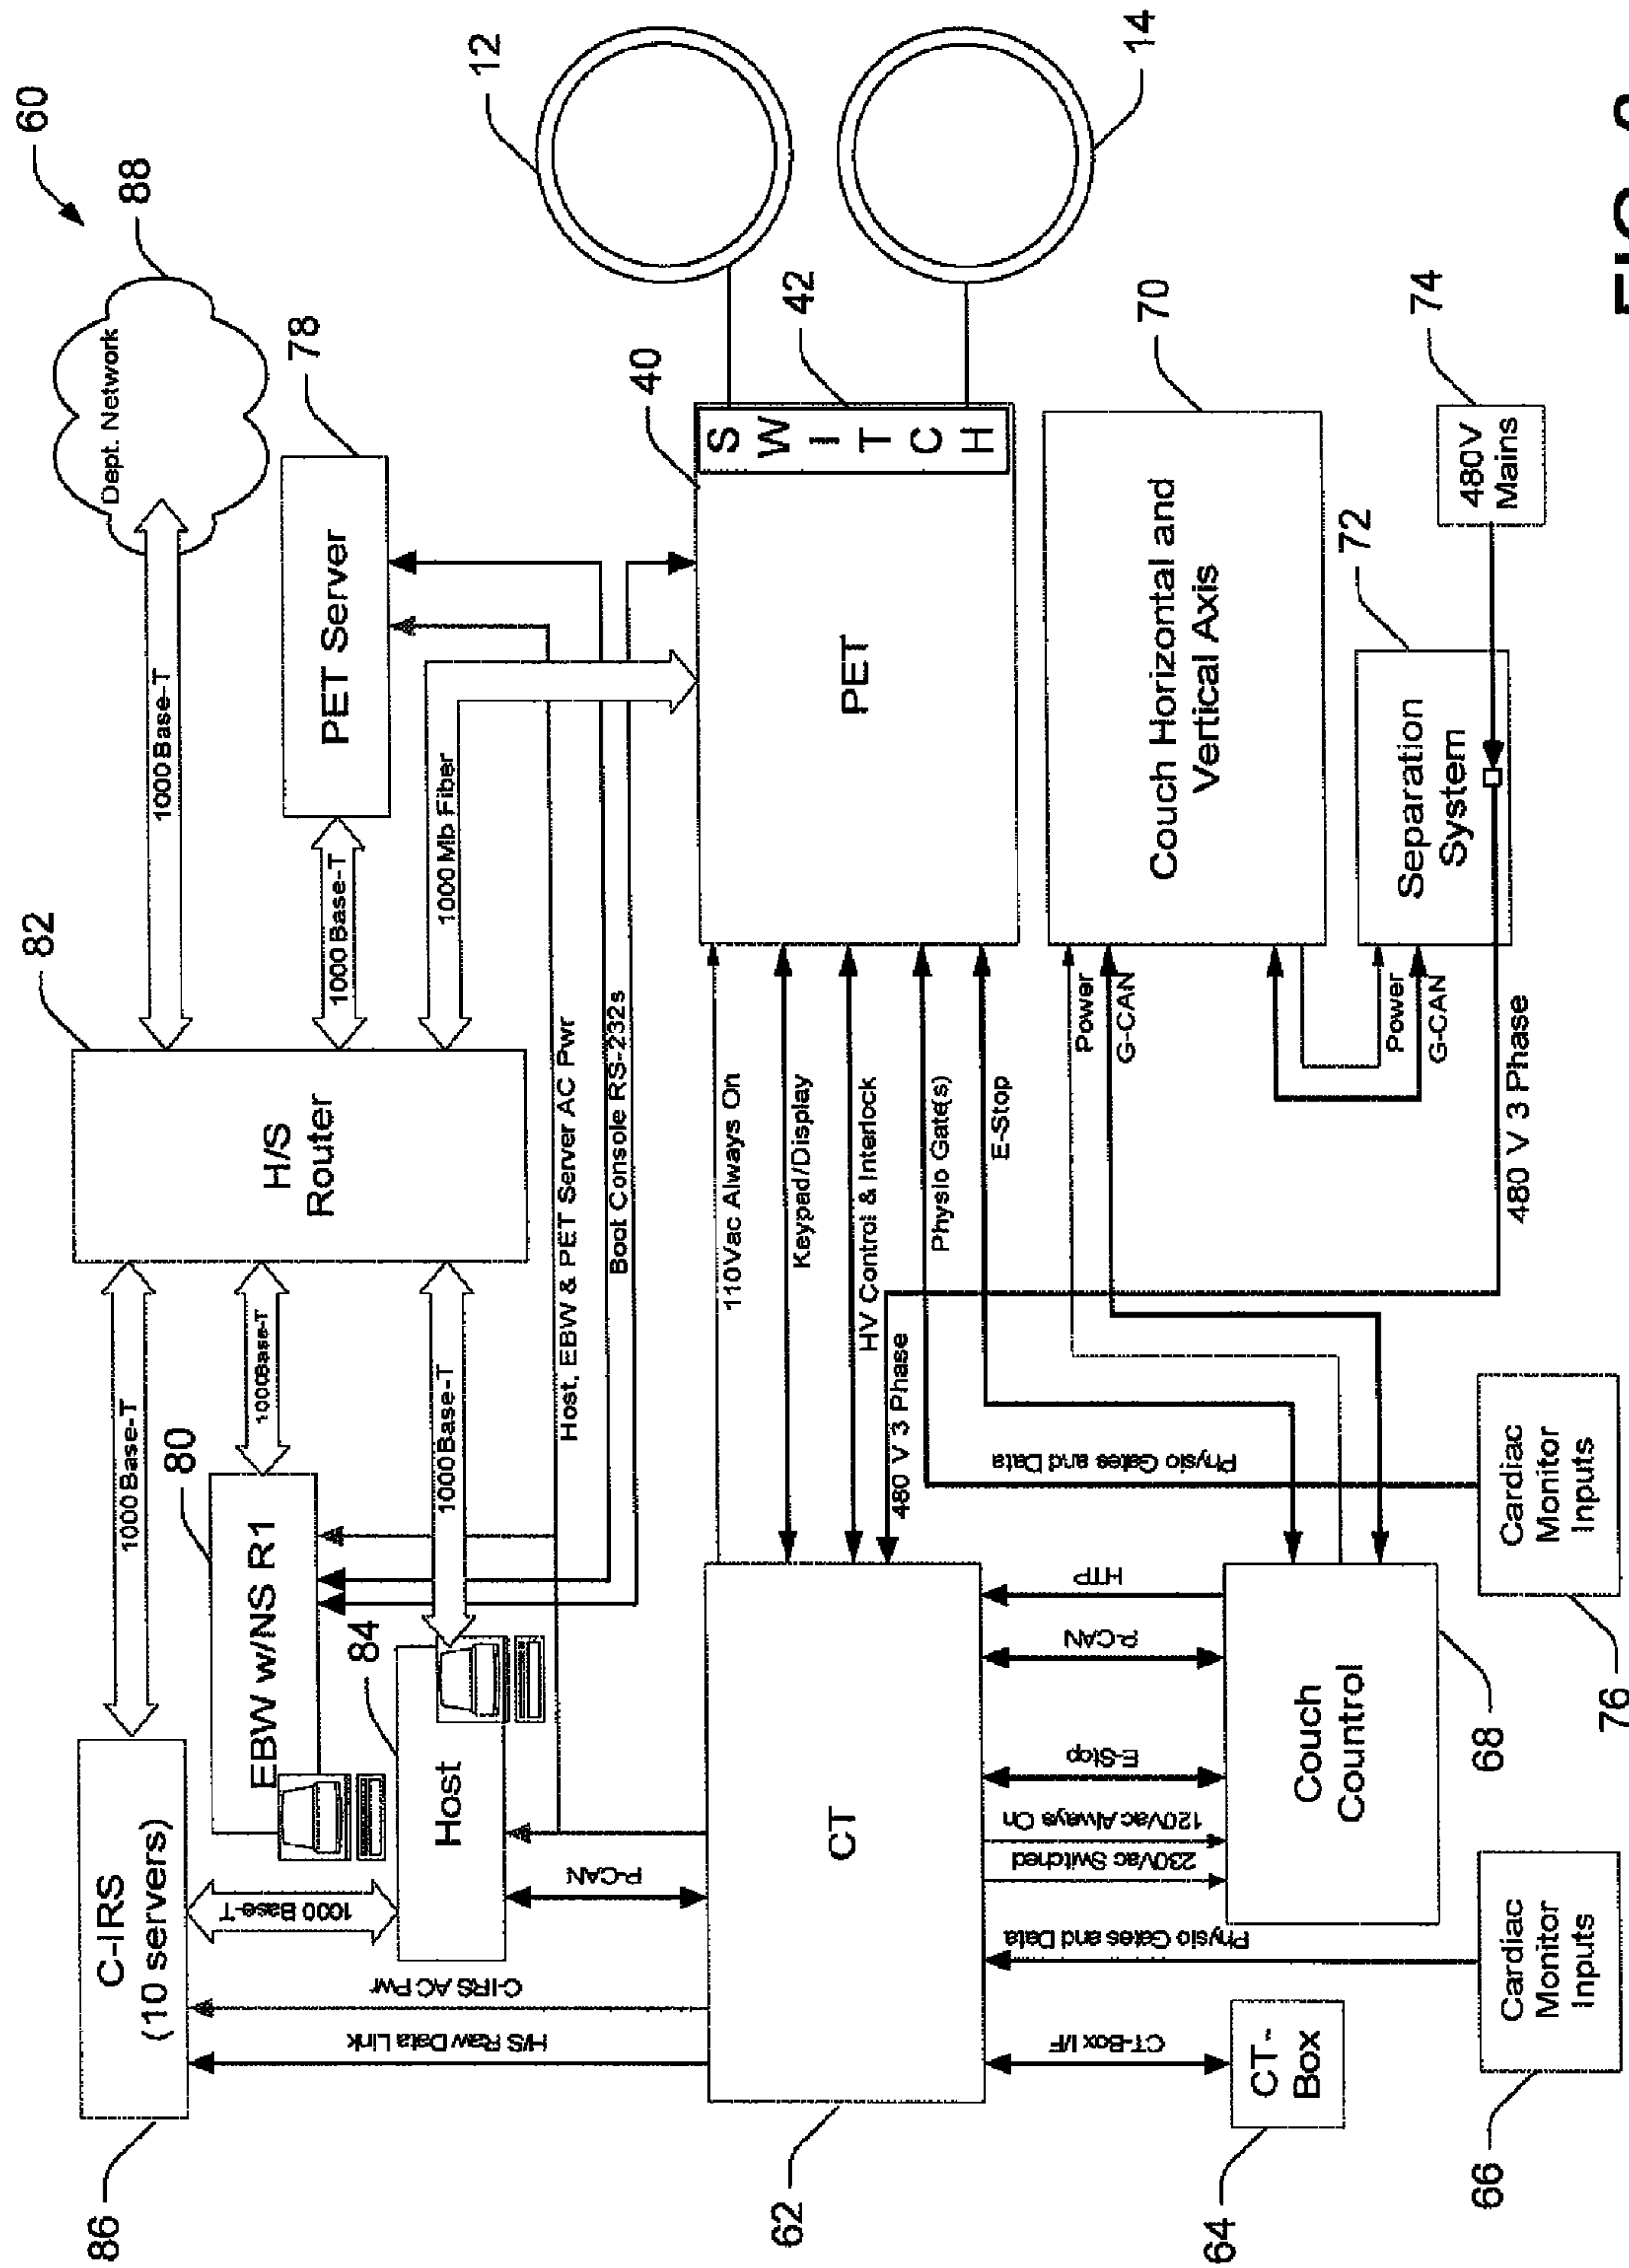 60
88
Dept. Network
1000 Base-T
82
H/S
Router
78
PET Server
1000 Base-T
1000 Mb Fiber
12
14
1000 Base-T
1000Base-T
1000 Base-T
80
EBW w/NS R1
86
C-IRS
(10 servers)
1000 Base-T
84
Host
Host, EBW & PET Server AC Pwr
Boot Console RS-232s
P-CAN
C-IRS AC Pwr
H/S Raw Data Link
40
42
SWITCH
PET
62
CT
110Vac Always On
Keypad/Display
HV Control & Interlock
480 V 3 Phase
Physio Gate(s)
E-Stop
70
Couch Horizontal and
Vertical Axis
Power
G-CAN
72
Separation
System
Power
G-CAN
74
480V
Mains
480 V 3 Phase
HTP
P-CAN
E-Stop
120Vac Always On
230Vac Switched
68
Couch
Countrol
Physio Gates and Data
76
Cardiac
Monitor
Inputs
Physio Gates and Data
66
Cardiac
Monitor
Inputs
CT-Box I/F
64
CT-
Box